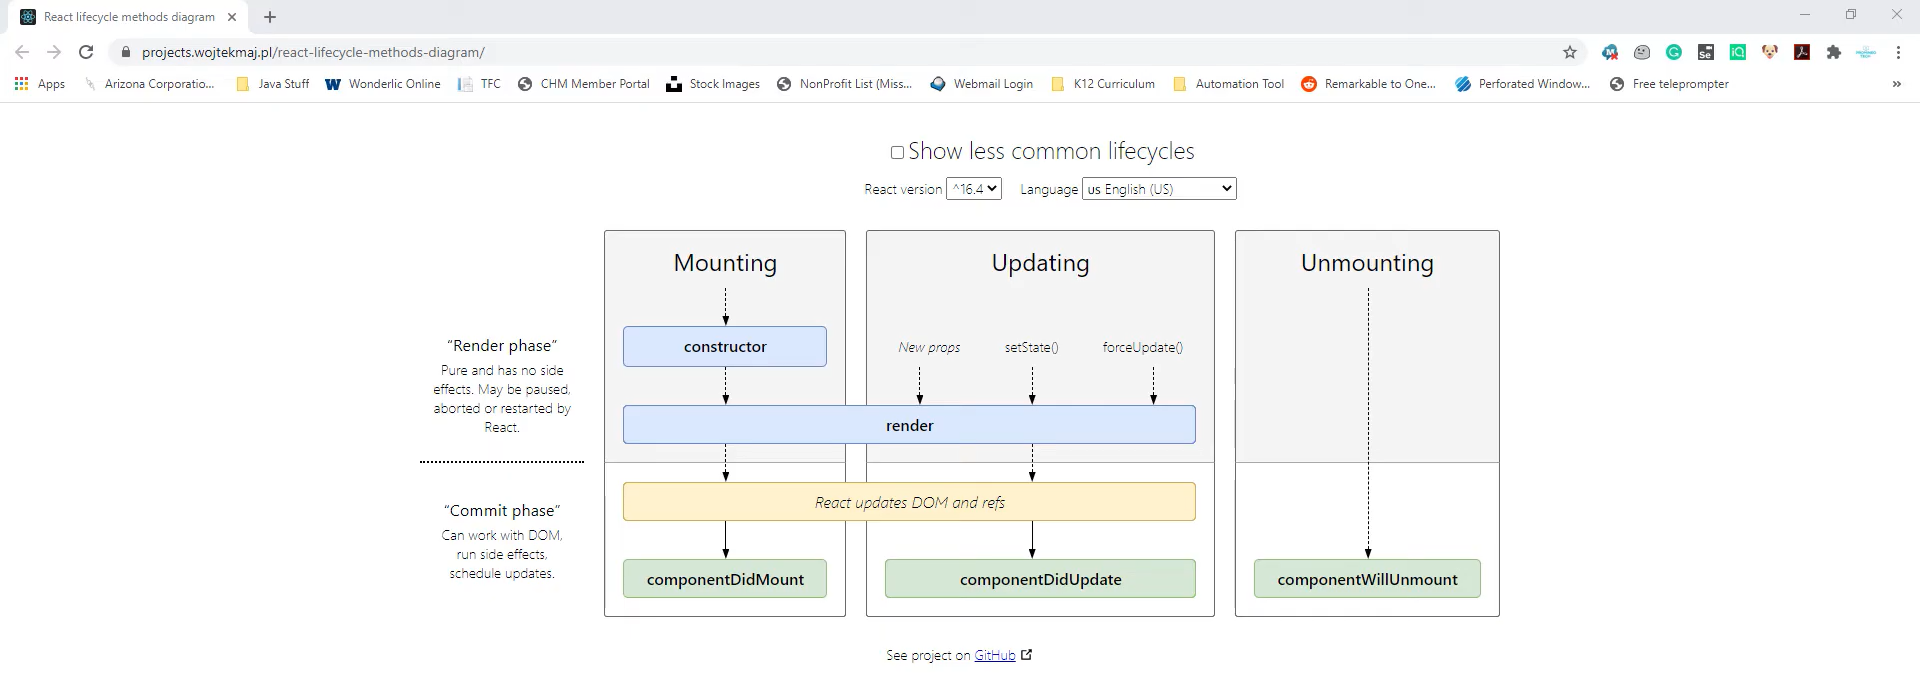 React lifecycle methods diagram
projects.wojtekmaj.pl/react-lifecycle-methods-diagram/
Apps Arizona Corporatio... Java Stuff Wonderlic Online TFC CHM Member Portal Stock Images NonProfit List (Miss... Webmail Login K12 Curriculum Automation Tool Remarkable to One... Perforated Window... Free teleprompter »
Show less common lifecycles
React version ^16.4 Language us English (US)
Mounting Updating Unmounting
“Render phase”
Pure and has no side
effects. May be paused,
aborted or restarted by
React.
constructor New props setState() forceUpdate()
render
“Commit phase”
Can work with DOM,
run side effects,
schedule updates.
React updates DOM and refs
componentDidMount componentDidUpdate componentWillUnmount
See project on GitHub